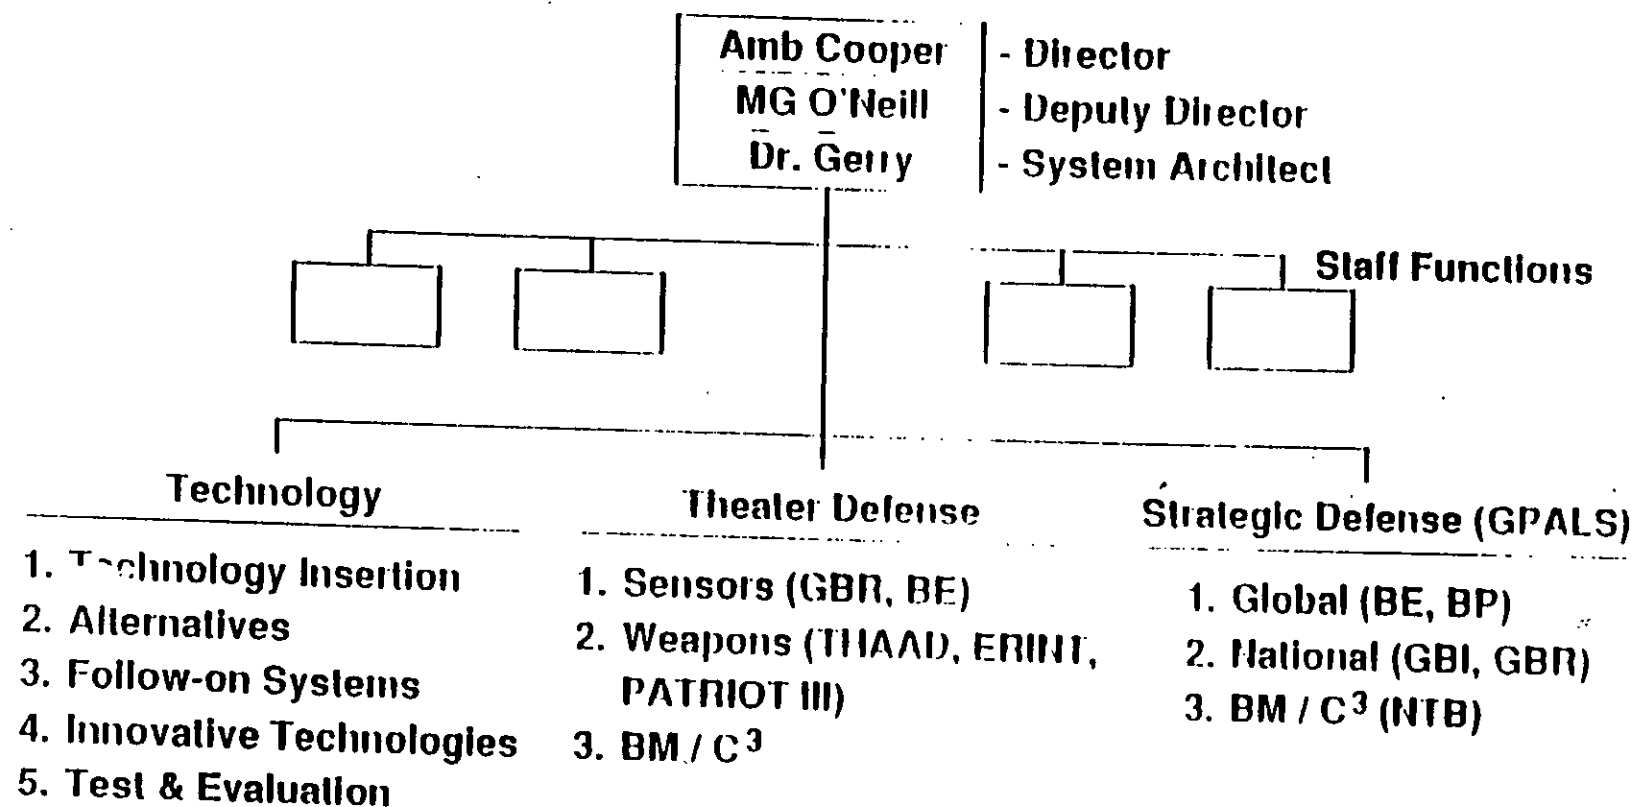 Amb Cooper - Director
MG O'Neill - Deputy Director
Dr. Gerry - System Architect
Staff Functions
Technology
1. Technology Insertion
2. Alternatives
3. Follow-on Systems
4. Innovative Technologies
5. Test & Evaluation
Theater Defense
1. Sensors (GBR, BE)
2. Weapons (THAAD, ERINT,
PATRIOT III)
3. BM / C³
Strategic Defense (GPALS)
1. Global (BE, BP)
2. National (GBI, GBR)
3. BM / C³ (NTB)